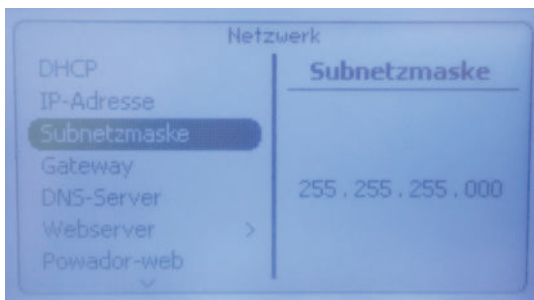 Netzwerk
DHCP
IP-Adresse
Subnetzmaske
Gateway
DNS-Server
Webserver >
Powador-web
Subnetzmaske
255.255.255.000